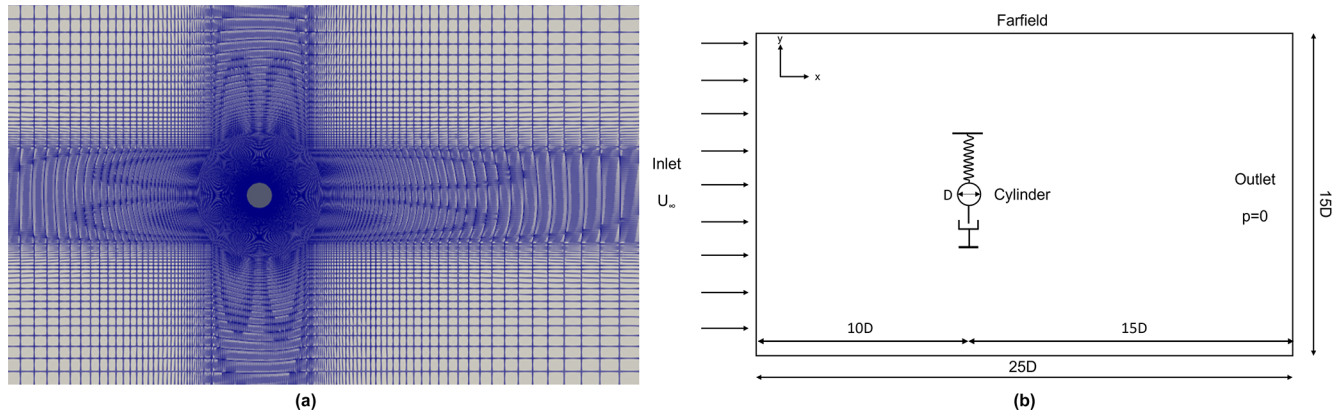 Farfield
y
x
Inlet
U∞
D
Cylinder
Outlet
p=0
15D
10D
15D
25D
(a)
(b)